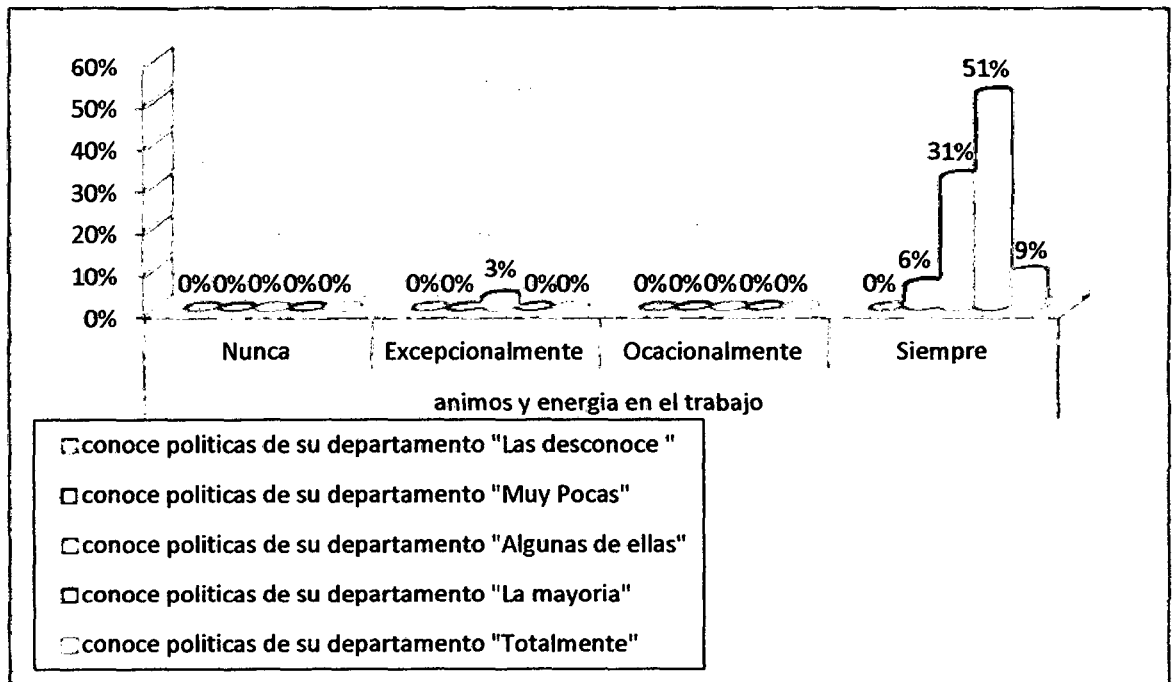 60%
50%
40%
30%
20%
10%
0%
0%0%0%0%0%
0%0% 3% 0%0%
0%0%0%0%0%
0% 6% 31% 51% 9%
Nunca Excepcionalmente Ocacionalmente Siempre
animos y energia en el trabajo
conoce politicas de su departamento "Las desconoce "
conoce politicas de su departamento "Muy Pocas"
conoce politicas de su departamento "Algunas de ellas"
conoce politicas de su departamento "La mayoria"
conoce politicas de su departamento "Totalmente"